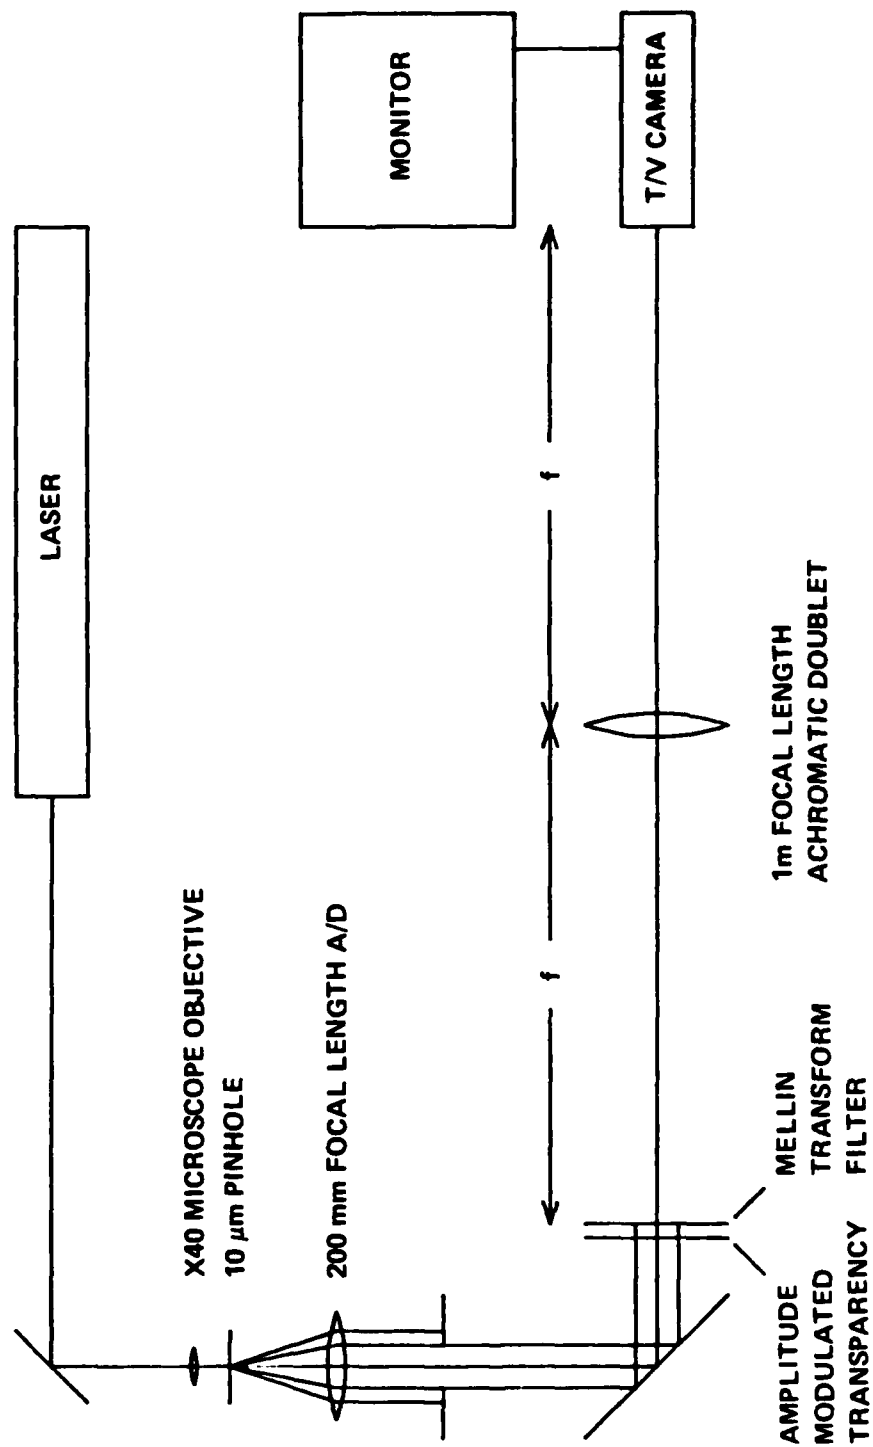 LASER
MONITOR
T/V CAMERA
X40 MICROSCOPE OBJECTIVE
10 μm PINHOLE
200 mm FOCAL LENGTH A/D
f
f
1m FOCAL LENGTH
ACHROMATIC DOUBLET
MELLIN
TRANSFORM
FILTER
AMPLITUDE
MODULATED
TRANSPARENCY